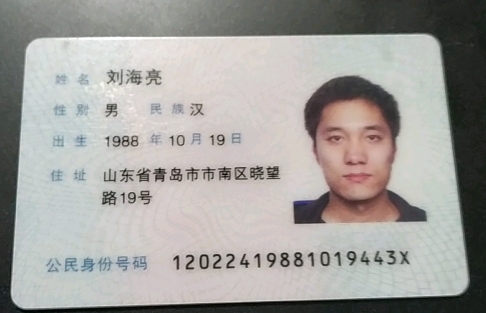 姓名 刘海亮
性别 男 民族 汉
出生 1988 年 10 月 19 日
住址 山东省青岛市市南区晓望
路19号
公民身份号码 12022419881019443X